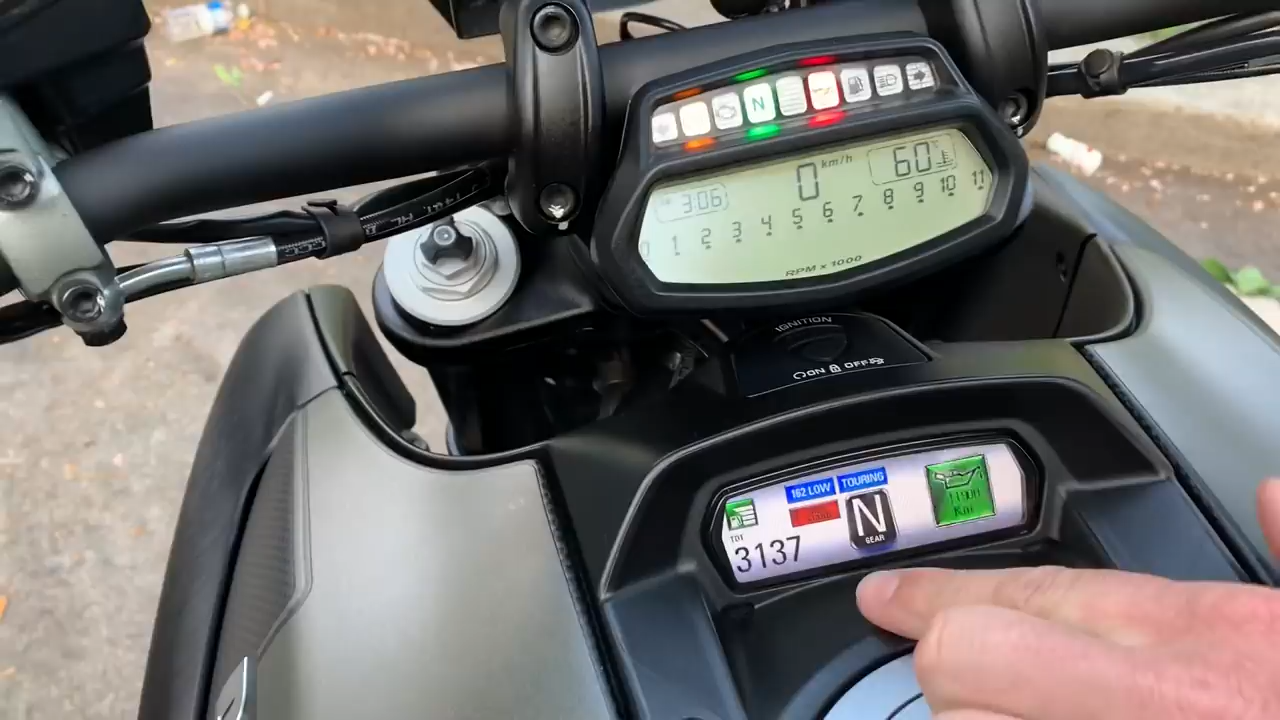 N
3:06
0 km/h
60°C
0 1 2 3 4 5 6 7 8 9 10 11
RPM x 1000
IGNITION
ON OFF
162 LOW TOURING
TOT
3137
N
GEAR
Km